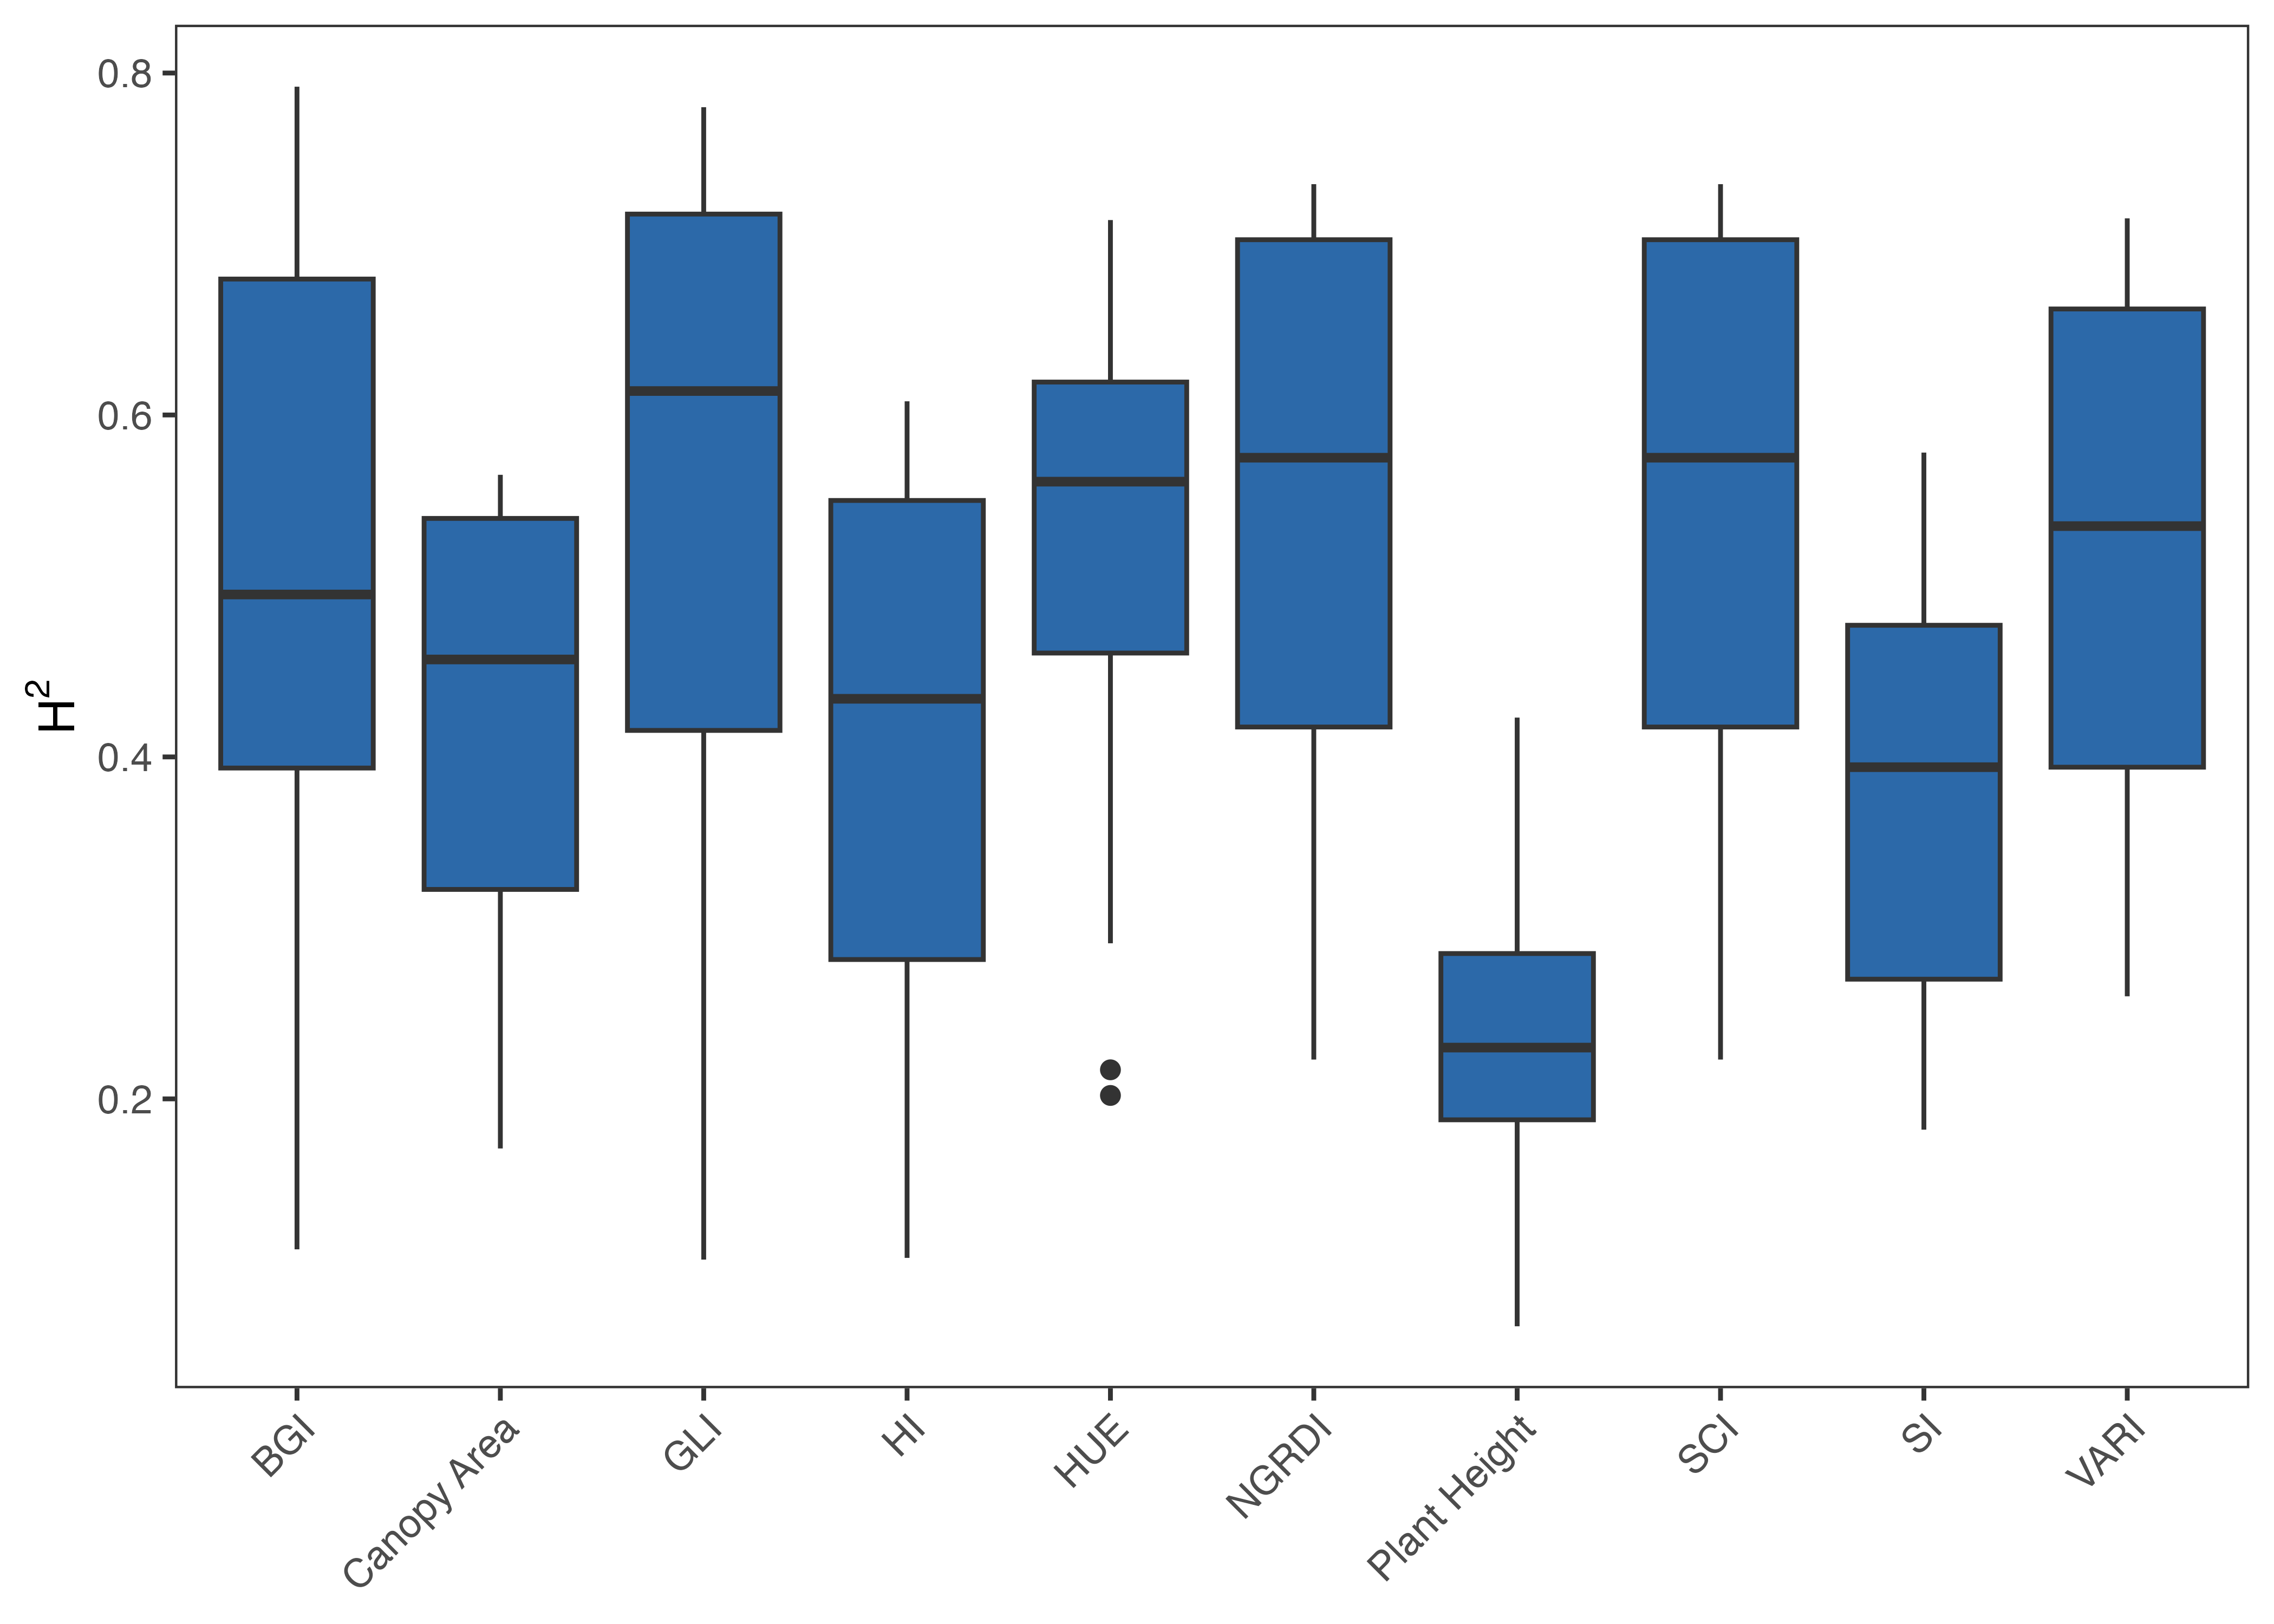 0.8
0.6
0.4
0.2
H²
BGI
Canopy Area
GLI
HI
HUE
NGRDI
Plant Height
SCI
SI
VARI